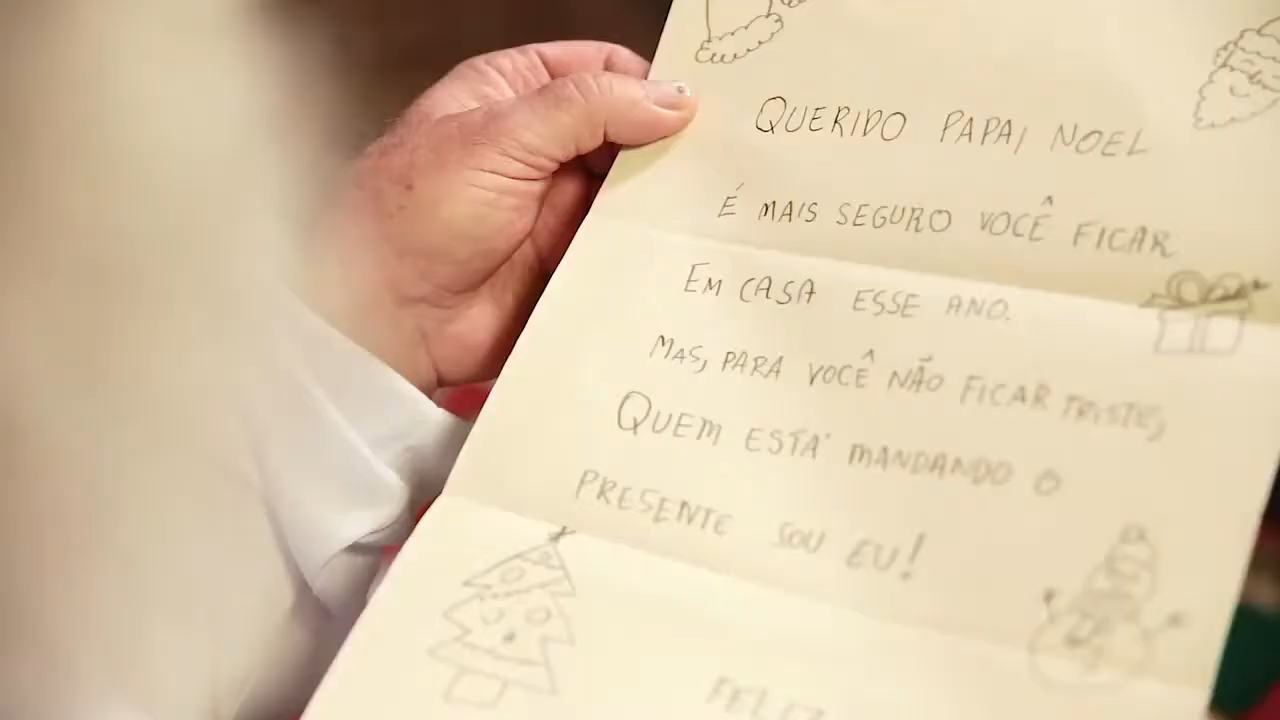 QUERIDO PAPAI NOEL
É MAIS SEGURO VOCÊ FICAR
EM CASA ESSE ANO.
MAS, PARA VOCÊ NÃO FICAR TRISTE,
QUEM ESTÁ MANDANDO O
PRESENTE SOU EU!
FELIZ